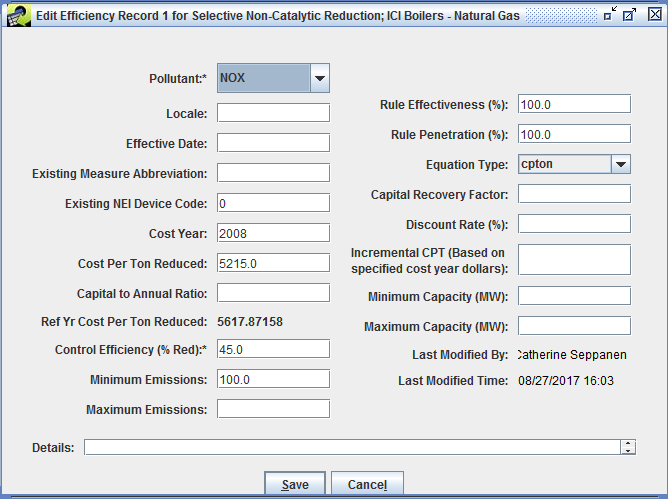 Edit Efficiency Record 1 for Selective Non-Catalytic Reduction; ICI Boilers - Natural Gas
Pollutant:* NOX
Locale:
Effective Date:
Existing Measure Abbreviation:
Existing NEI Device Code: 0
Cost Year: 2008
Cost Per Ton Reduced: 5215.0
Capital to Annual Ratio:
Ref Yr Cost Per Ton Reduced: 5617.87158
Control Efficiency (% Red):* 45.0
Minimum Emissions: 100.0
Maximum Emissions:
Rule Effectiveness (%): 100.0
Rule Penetration (%): 100.0
Equation Type: cpton
Capital Recovery Factor:
Discount Rate (%):
Incremental CPT (Based on
specified cost year dollars):
Minimum Capacity (MW):
Maximum Capacity (MW):
Last Modified By: Catherine Seppanen
Last Modified Time: 08/27/2017 16:03
Details:
Save Cancel